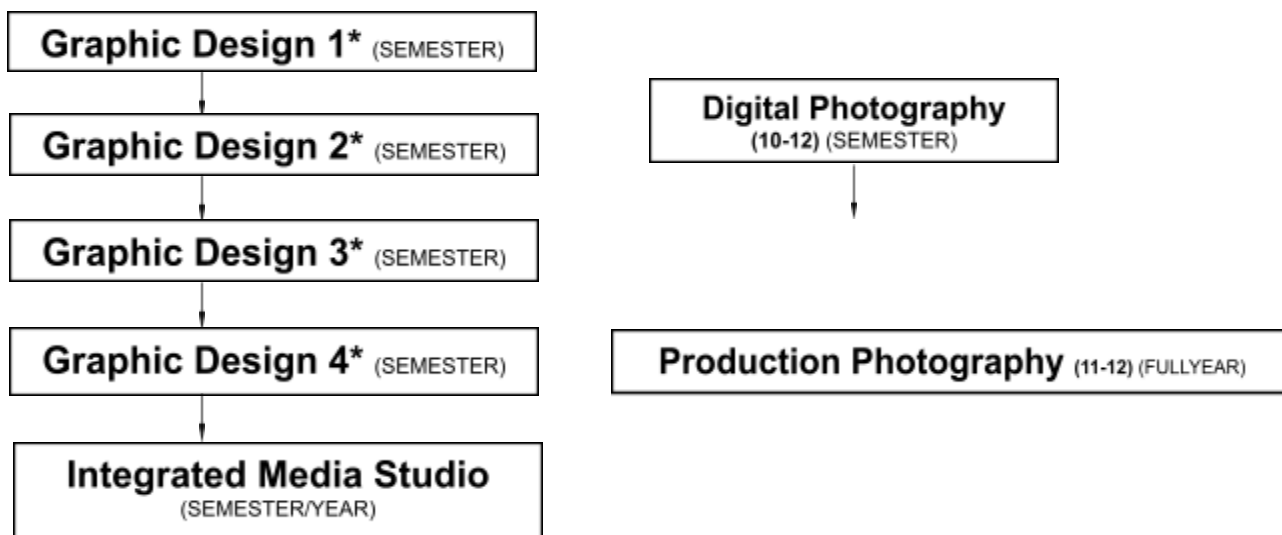 Graphic Design 1* (SEMESTER)
Graphic Design 2* (SEMESTER)
Graphic Design 3* (SEMESTER)
Graphic Design 4* (SEMESTER)
Integrated Media Studio
(SEMESTER/YEAR)
Digital Photography
(10-12) (SEMESTER)
Production Photography (11-12) (FULLYEAR)